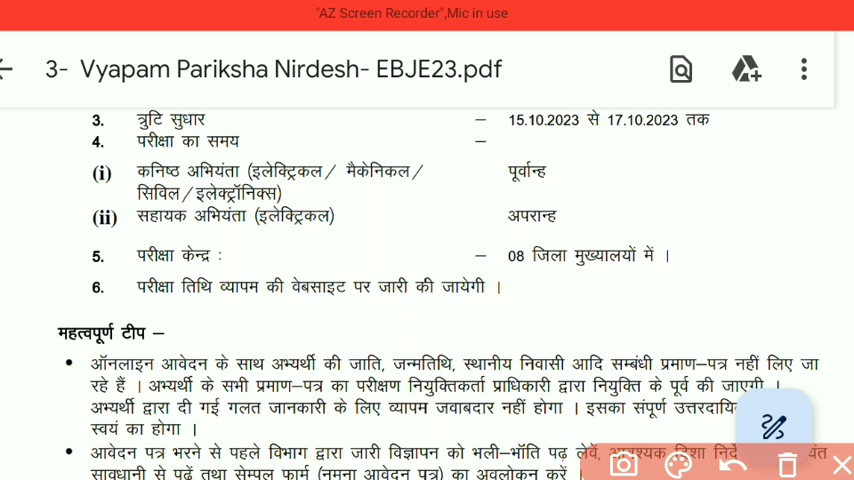 "AZ Screen Recorder",Mic in use
3- Vyapam Pariksha Nirdesh- EBJE23.pdf
3. त्रुटि सुधार – 15.10.2023 से 17.10.2023 तक
4. परीक्षा का समय –
(i) कनिष्ठ अभियंता (इलेक्ट्रिकल / मैकेनिकल / पूर्वान्ह
सिविल / इलेक्ट्रॉनिक्स)
(ii) सहायक अभियंता (इलेक्ट्रिकल) अपरान्ह
5. परीक्षा केन्द्र : – 08 जिला मुख्यालयों में ।
6. परीक्षा तिथि व्यापम की वेबसाइट पर जारी की जायेगी ।
महत्वपूर्ण टीप –
• ऑनलाइन आवेदन के साथ अभ्यर्थी की जाति, जन्मतिथि, स्थानीय निवासी आदि सम्बंधी प्रमाण–पत्र नहीं लिए जा
रहे हैं । अभ्यर्थी के सभी प्रमाण–पत्र का परीक्षण नियुक्तिकर्ता प्राधिकारी द्वारा नियुक्ति के पूर्व की जाएगी ।
अभ्यर्थी द्वारा दी गई गलत जानकारी के लिए व्यापम जवाबदार नहीं होगा । इसका संपूर्ण
स्वयं का होगा ।
• आवेदन पत्र भरने से पहले विभाग द्वारा जारी विज्ञापन को भली–भाँति पढ़ लेवें, आवश्यक दिशा
सावधानी से पढ़ें तथा सेम्पल फार्म (नमूना आवेदन पत्र) का अवलोकन करें ।